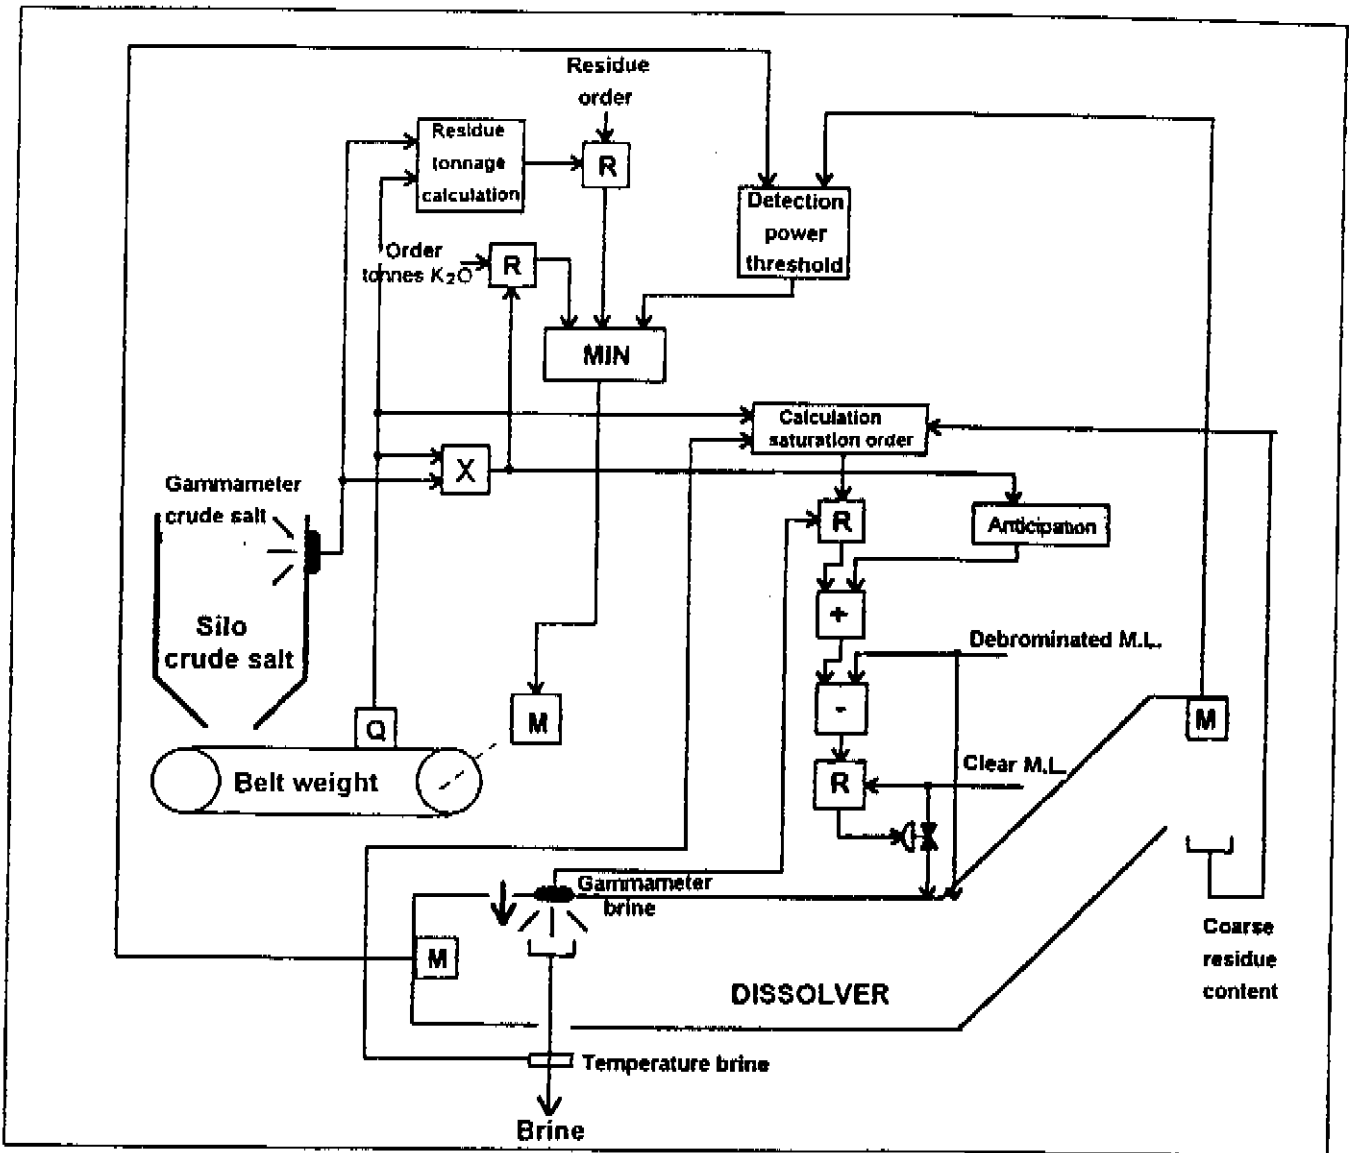 Residue
order
Residue
tonnage
calculation
R
Detection
power
threshold
Order
tonnes K₂O
R
MIN
Calculation
saturation order
X
Gammameter
crude salt
R
Anticipation
+
Silo
crude salt
Debrominated M.L.
-
M
M
Q
Belt weight
Clear M.L.
R
Gammameter
brine
M
Coarse
residue
content
DISSOLVER
Temperature brine
Brine